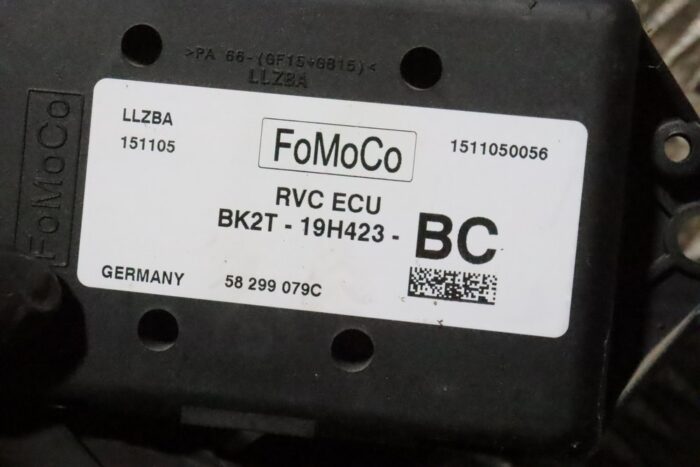 >PA 66-(GF15+GB15)<
LLZBA
FoMoCo
LLZBA
151105
FoMoCo
1511050056
RVC ECU
BK2T - 19H423 - BC
GERMANY
58 299 079C